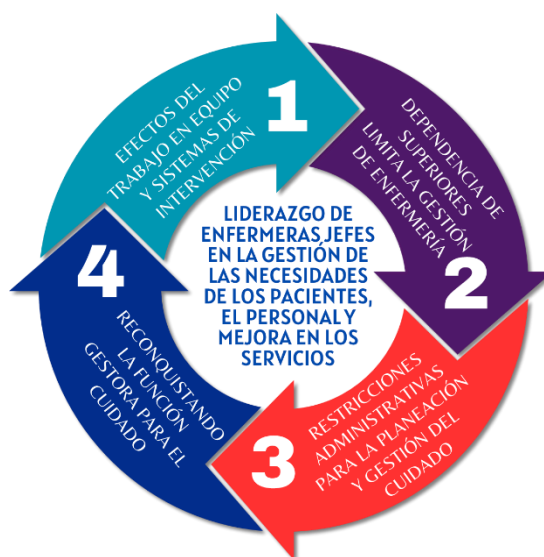 1
EFECTOS DEL
TRABAJO EN EQUIPO
Y SISTEMAS DE
INTERVENCIÓN
2
DEPENDENCIA DE
SUPERIORES
LIMITA LA GESTIÓN
DE ENFERMERÍA
3
RESTRICCIONES
ADMINISTRATIVAS
PARA LA PLANEACIÓN
Y GESTIÓN DEL
CUIDADO
4
RECONQUISTANDO
LA FUNCIÓN
GESTORA PARA EL
CUIDADO
LIDERAZGO DE
ENFERMERAS JEFES
EN LA GESTIÓN DE
LAS NECESIDADES
DE LOS PACIENTES,
EL PERSONAL Y
MEJORA EN LOS
SERVICIOS